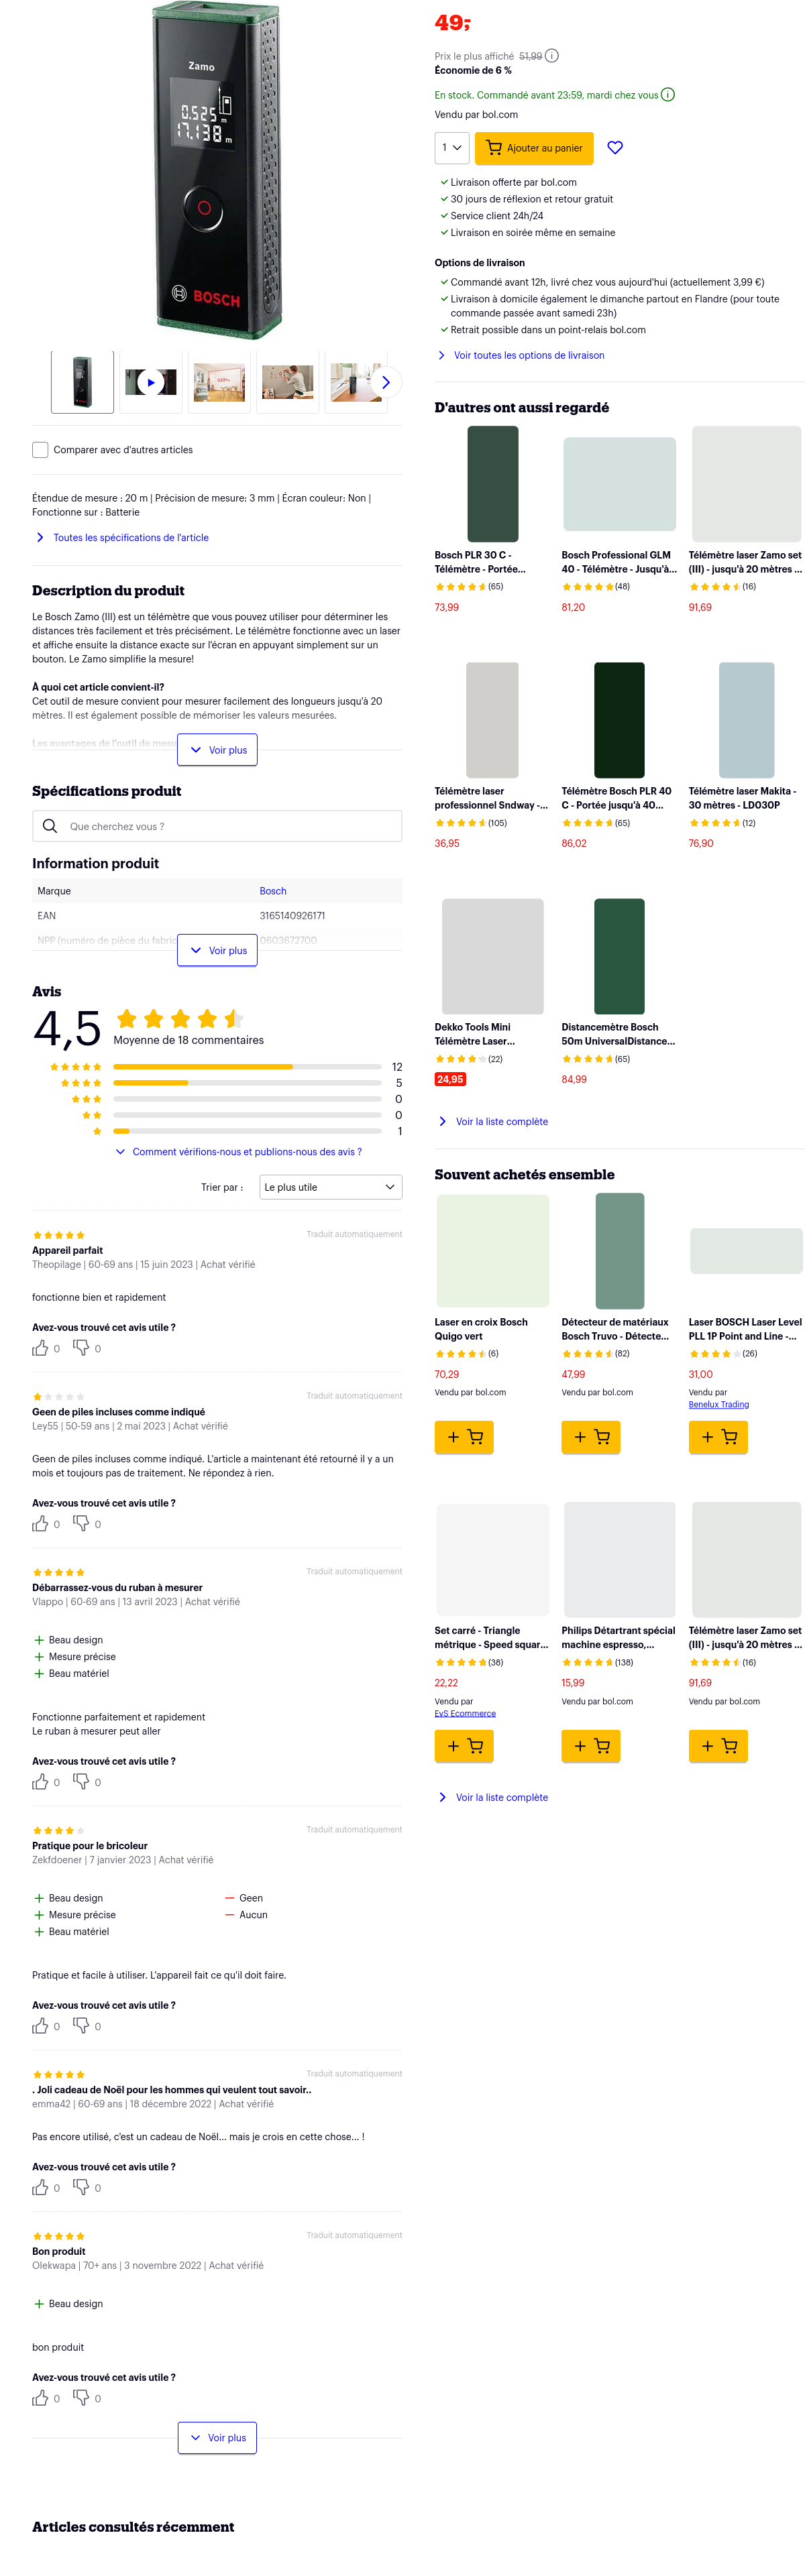 Zamo
0.525 m
17.138 m
BOSCH
Comparer avec d'autres articles
Étendue de mesure : 20 m | Précision de mesure: 3 mm | Écran couleur: Non |
Fonctionne sur : Batterie
Toutes les spécifications de l'article
Description du produit
Le Bosch Zamo (III) est un télémètre que vous pouvez utiliser pour déterminer les
distances très facilement et très précisément. Le télémètre fonctionne avec un laser
et affiche ensuite la distance exacte sur l'écran en appuyant simplement sur un
bouton. Le Zamo simplifie la mesure!
À quoi cet article convient-il?
Cet outil de mesure convient pour mesurer facilement des longueurs jusqu'à 20
mètres. Il est également possible de mémoriser les valeurs mesurées.
Les avantages de l'outil de mesu
Voir plus
Spécifications produit
Que cherchez vous ?
Information produit
Marque Bosch
EAN 3165140926171
NPP (numéro de pièce du fabric 0603672700
Voir plus
Avis
4,5
Moyenne de 18 commentaires
12
5
0
0
1
Comment vérifions-nous et publions-nous des avis ?
Trier par : Le plus utile
Traduit automatiquement
Appareil parfait
Theopilage | 60-69 ans | 15 juin 2023 | Achat vérifié
fonctionne bien et rapidement
Avez-vous trouvé cet avis utile ?
0 0
Traduit automatiquement
Geen de piles incluses comme indiqué
Ley55 | 50-59 ans | 2 mai 2023 | Achat vérifié
Geen de piles incluses comme indiqué. L'article a maintenant été retourné il y a un
mois et toujours pas de traitement. Ne répondez à rien.
Avez-vous trouvé cet avis utile ?
0 0
Traduit automatiquement
Débarrassez-vous du ruban à mesurer
Vlappo | 60-69 ans | 13 avril 2023 | Achat vérifié
Beau design
Mesure précise
Beau matériel
Fonctionne parfaitement et rapidement
Le ruban à mesurer peut aller
Avez-vous trouvé cet avis utile ?
0 0
Traduit automatiquement
Pratique pour le bricoleur
Zekfdoener | 7 janvier 2023 | Achat vérifié
Beau design Geen
Mesure précise Aucun
Beau matériel
Pratique et facile à utiliser. L'appareil fait ce qu'il doit faire.
Avez-vous trouvé cet avis utile ?
0 0
Traduit automatiquement
. Joli cadeau de Noël pour les hommes qui veulent tout savoir..
emma42 | 60-69 ans | 18 décembre 2022 | Achat vérifié
Pas encore utilisé, c'est un cadeau de Noël... mais je crois en cette chose... !
Avez-vous trouvé cet avis utile ?
0 0
Traduit automatiquement
Bon produit
Olekwapa | 70+ ans | 3 novembre 2022 | Achat vérifié
Beau design
bon produit
Avez-vous trouvé cet avis utile ?
0 0
Voir plus
Articles consultés récemment
49,-
Prix le plus affiché 51,99
Économie de 6 %
En stock. Commandé avant 23:59, mardi chez vous
Vendu par bol.com
1 Ajouter au panier
Livraison offerte par bol.com
30 jours de réflexion et retour gratuit
Service client 24h/24
Livraison en soirée même en semaine
Options de livraison
Commandé avant 12h, livré chez vous aujourd'hui (actuellement 3,99 €)
Livraison à domicile également le dimanche partout en Flandre (pour toute
commande passée avant samedi 23h)
Retrait possible dans un point-relais bol.com
Voir toutes les options de livraison
D'autres ont aussi regardé
Bosch PLR 30 C -
Télémètre - Portée...
(65)
73,99
Bosch Professional GLM
40 - Télémètre - Jusqu'à...
(48)
81,20
Télémètre laser Zamo set
(III) - jusqu'à 20 mètres ...
(16)
91,69
Télémètre laser
professionnel Sndway -...
(105)
36,95
Télémètre Bosch PLR 40
C - Portée jusqu'à 40...
(65)
86,02
Télémètre laser Makita -
30 mètres - LD030P
(12)
76,90
Dekko Tools Mini
Télémètre Laser...
(22)
24,95
Distancemètre Bosch
50m UniversalDistance...
(65)
84,99
Voir la liste complète
Souvent achetés ensemble
Laser en croix Bosch
Quigo vert
(6)
70,29
Vendu par bol.com
Détecteur de matériaux
Bosch Truvo - Détecte...
(82)
47,99
Vendu par bol.com
Laser BOSCH Laser Level
PLL 1P Point and Line -...
(26)
31,00
Vendu par
Benelux Trading
Set carré - Triangle
métrique - Speed squar...
(38)
22,22
Vendu par
EvS Ecommerce
Philips Détartrant spécial
machine espresso,...
(138)
15,99
Vendu par bol.com
Télémètre laser Zamo set
(III) - jusqu'à 20 mètres ...
(16)
91,69
Vendu par bol.com
Voir la liste complète